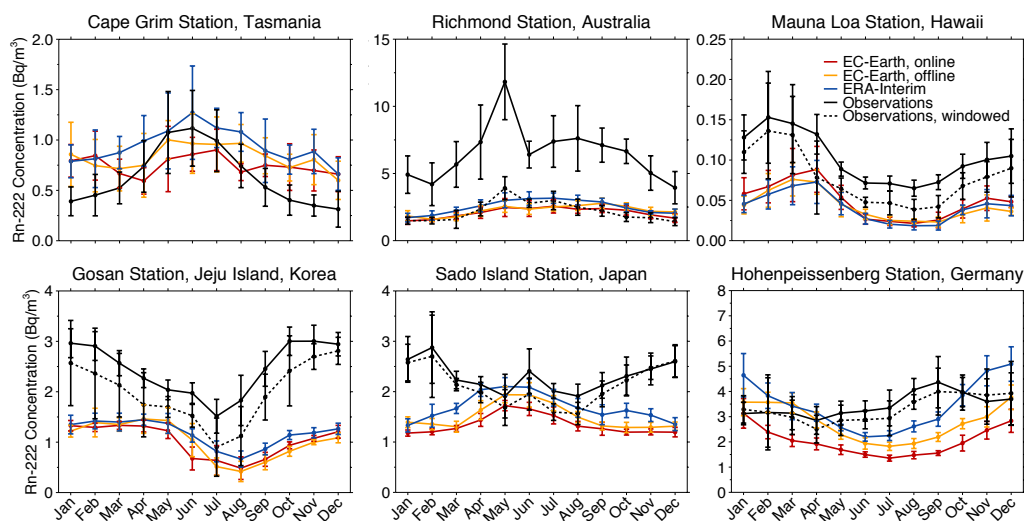 Cape Grim Station, Tasmania
Richmond Station, Australia
Mauna Loa Station, Hawaii
Rn-222 Concentration (Bq/m³)
2.0
1.5
1.0
0.5
0.0
15
10
5
0
0.25
0.20
0.15
0.10
0.05
0.00
EC-Earth, online
EC-Earth, offline
ERA-Interim
Observations
Observations, windowed
Gosan Station, Jeju Island, Korea
Sado Island Station, Japan
Hohenpeissenberg Station, Germany
Rn-222 Concentration (Bq/m³)
4
3
2
1
0
4
3
2
1
0
8
7
6
5
4
3
2
1
0
Jan Feb Mar Apr May Jun Jul Aug Sep Oct Nov Dec
Jan Feb Mar Apr May Jun Jul Aug Sep Oct Nov Dec
Jan Feb Mar Apr May Jun Jul Aug Sep Oct Nov Dec